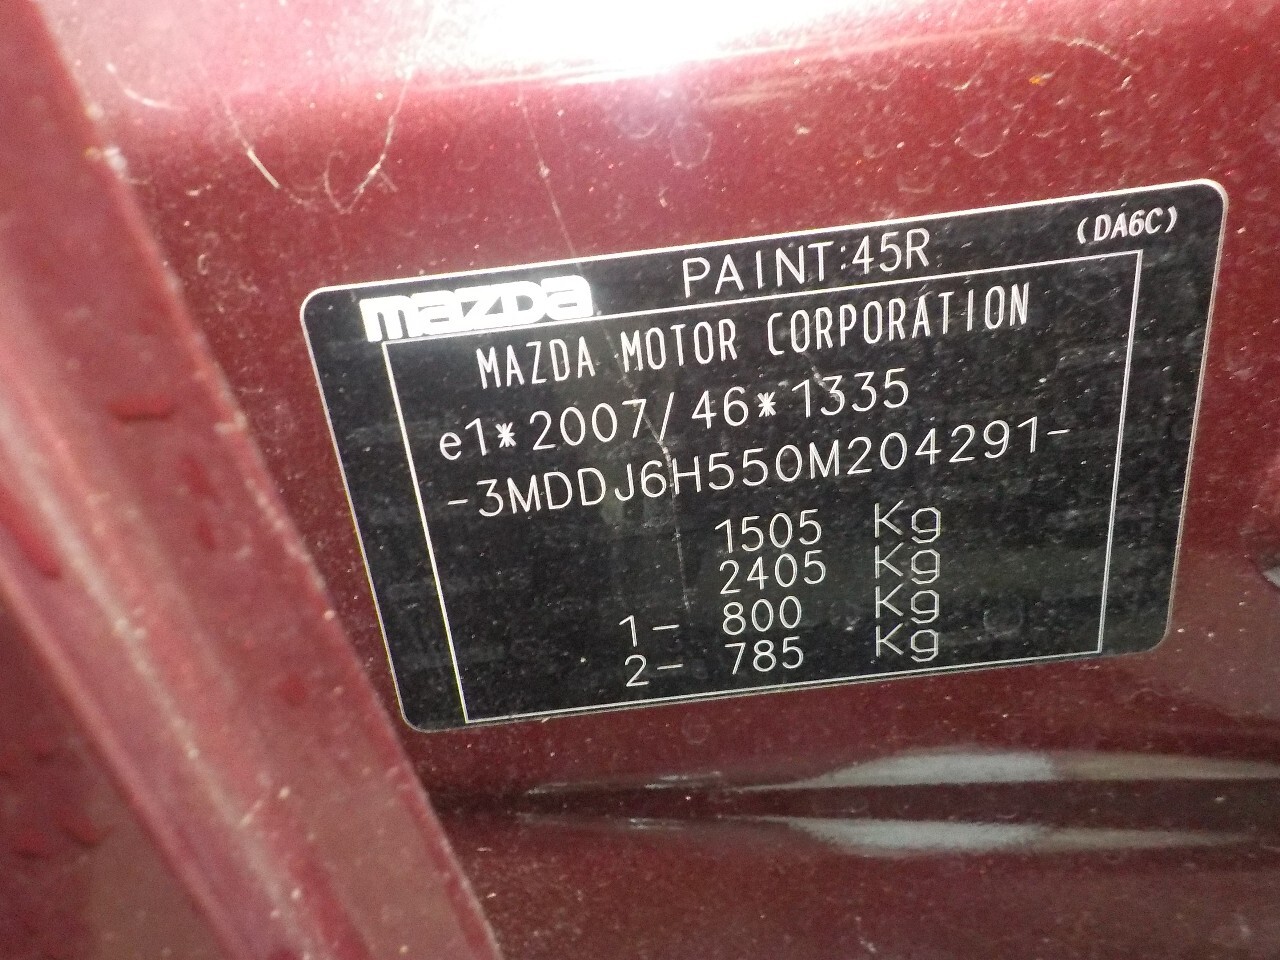 mazda PAINT:45R (DA6C)
MAZDA MOTOR CORPORATION
e1*2007/46*1335
-3MDDJ6H550M204291-
1505 Kg
2405 Kg
1- 800 Kg
2- 785 Kg